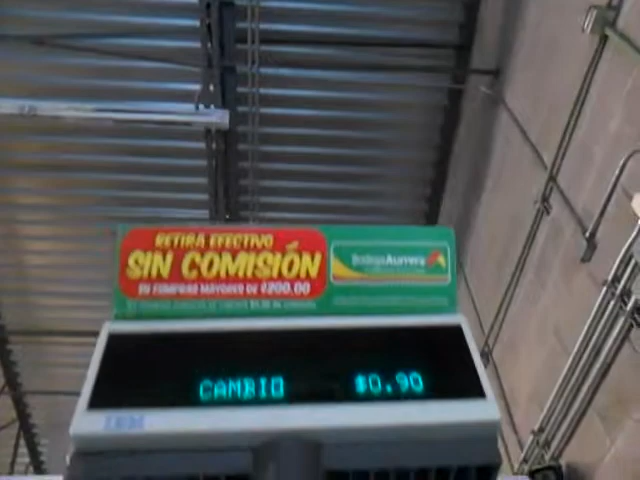 RETIRA EFECTIVO
SIN COMISIÓN
EN COMPRAS MAYORES DE $200.00
Bodega Aurrera
CAMBIO $0.90
IBM